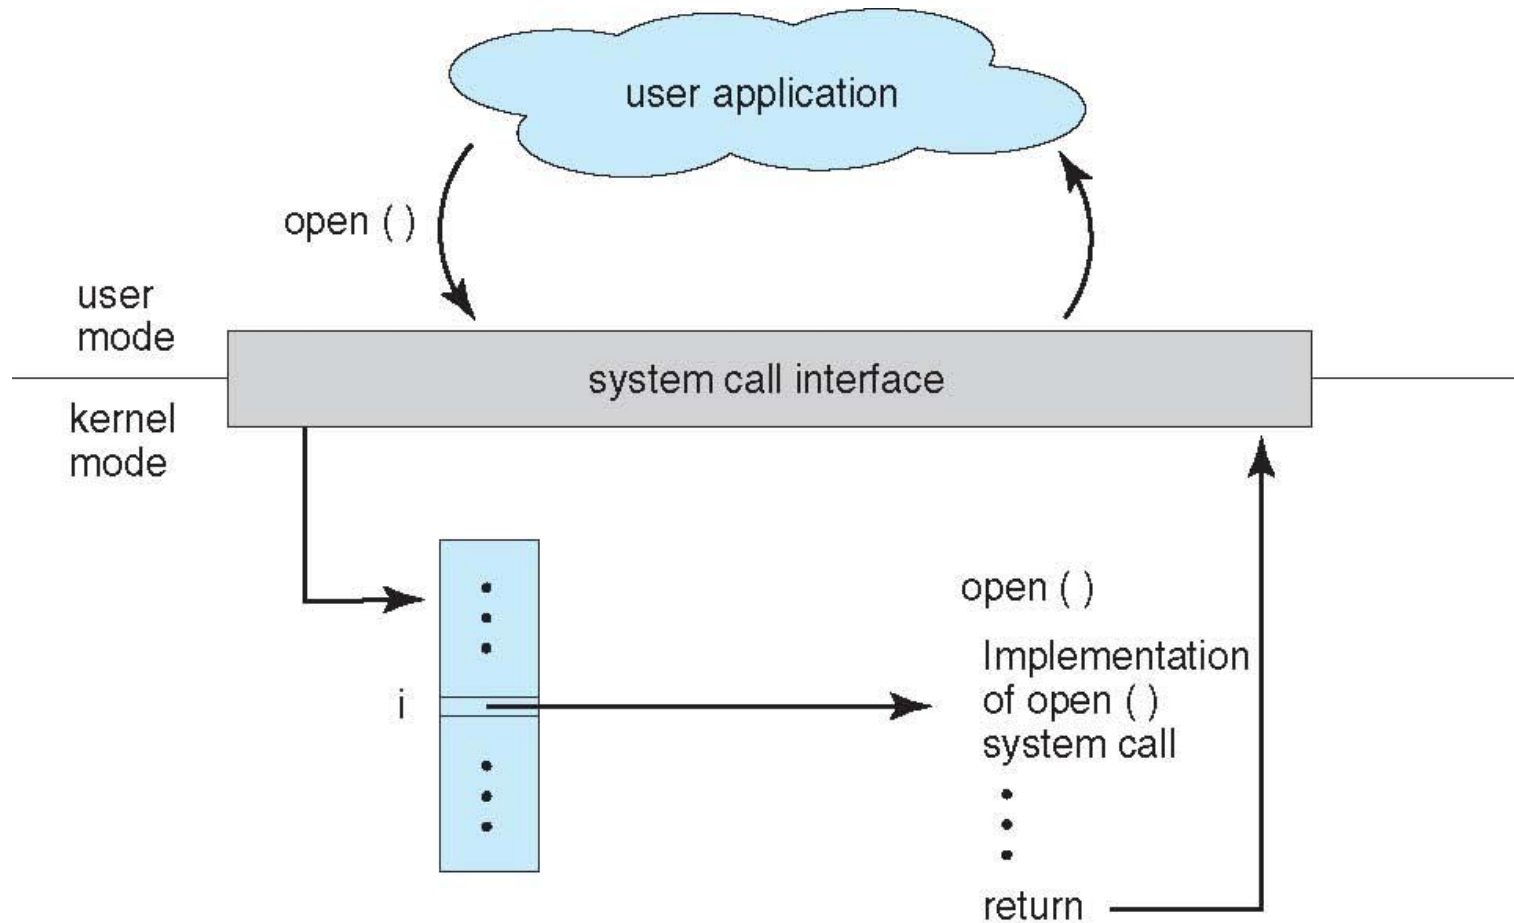 user application
open ( )
user
mode
system call interface
kernel
mode
open ( )
Implementation
of open ( )
system call
i
return